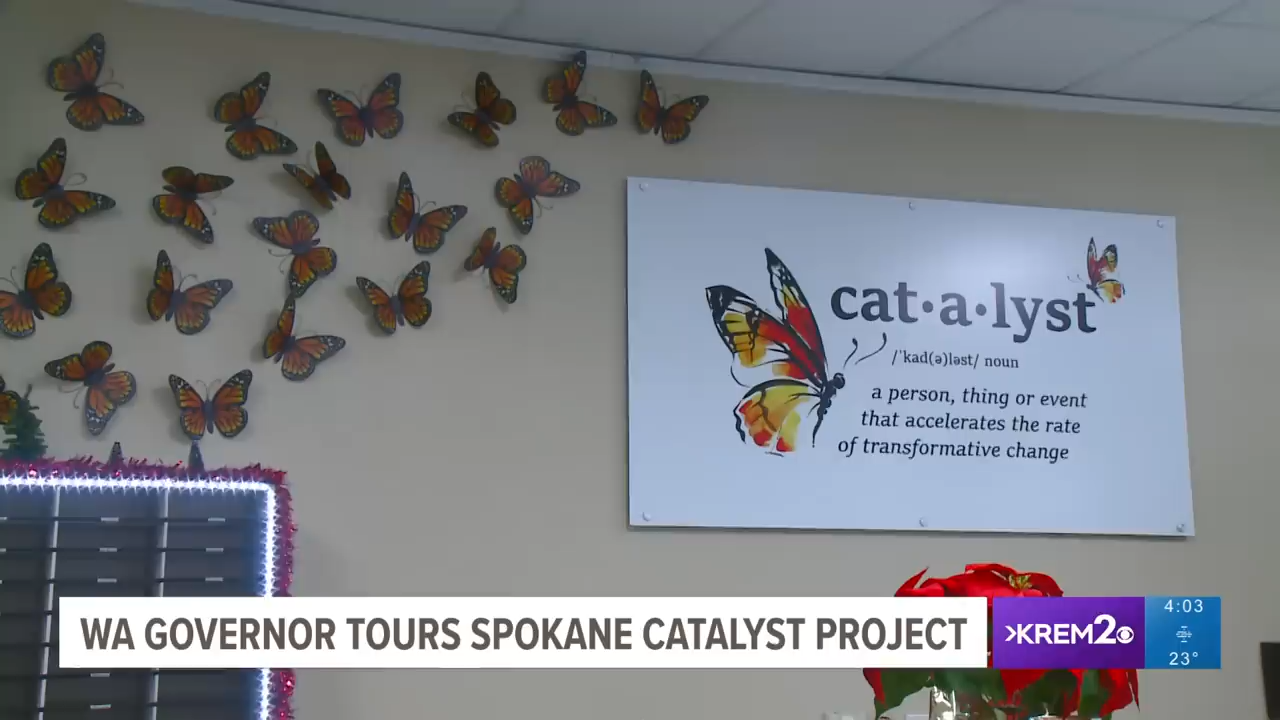 cat·a·lyst
/ˈkad(ə)ləst/ noun
a person, thing or event
that accelerates the rate
of transformative change
WA GOVERNOR TOURS SPOKANE CATALYST PROJECT
KREM2
4:03
23°